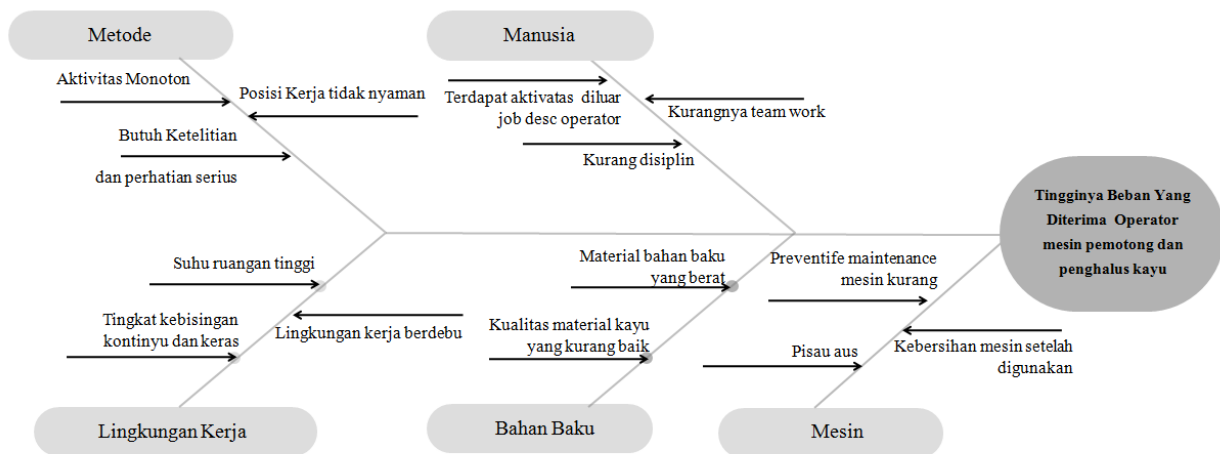 Metode
Manusia
Aktivitas Monoton
Posisi Kerja tidak nyaman
Butuh Ketelitian
dan perhatian serius
Terdapat aktivatas diluar
job desc operator
Kurangnya team work
Kurang disiplin
Tingginya Beban Yang
Diterima Operator
mesin pemotong dan
penghalus kayu
Suhu ruangan tinggi
Tingkat kebisingan
kontinyu dan keras
Lingkungan kerja berdebu
Material bahan baku
yang berat
Kualitas material kayu
yang kurang baik
Preventife maintenance
mesin kurang
Pisau aus
Kebersihan mesin setelah
digunakan
Lingkungan Kerja
Bahan Baku
Mesin